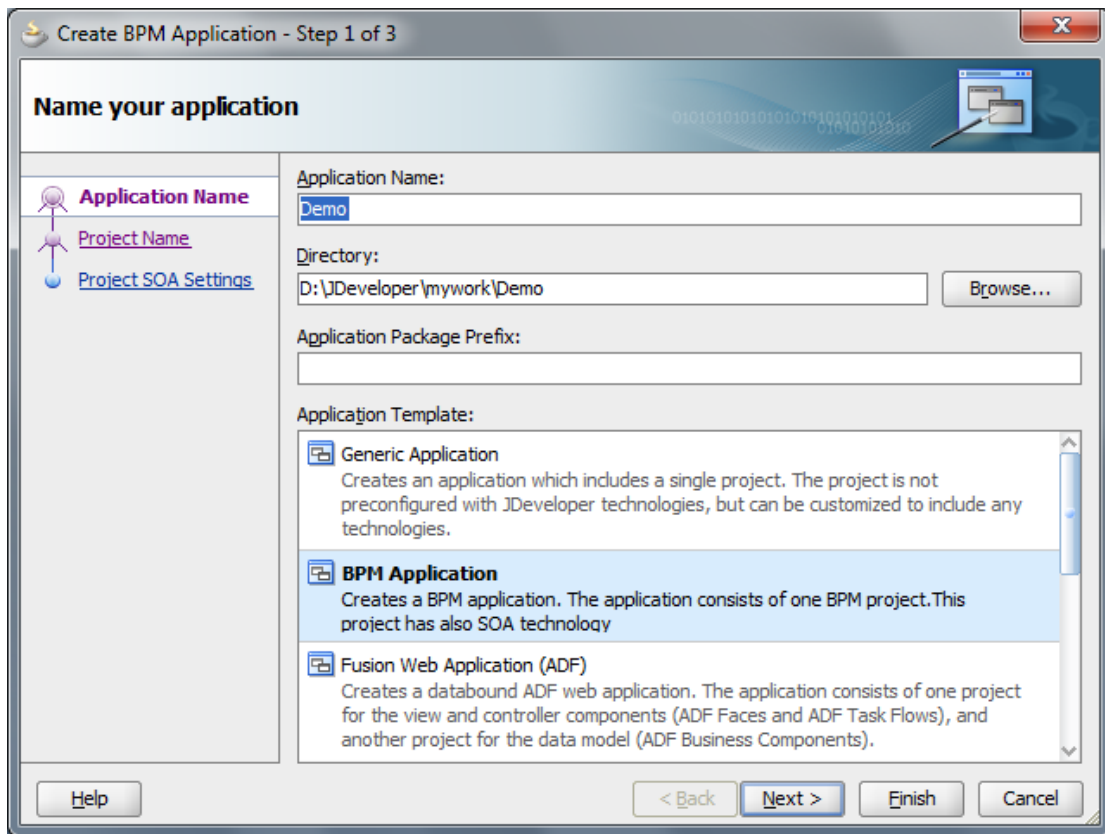 Create BPM Application - Step 1 of 3
X
Name your application
0101010101010101010101010101
01010101010
Application Name
Project Name
Project SOA Settings
Application Name:
Demo
Directory:
D:\JDeveloper\mywork\Demo
Browse...
Application Package Prefix:
Application Template:
Generic Application
Creates an application which includes a single project. The project is not
preconfigured with JDeveloper technologies, but can be customized to include any
technologies.
BPM Application
Creates a BPM application. The application consists of one BPM project.This
project has also SOA technology
Fusion Web Application (ADF)
Creates a databound ADF web application. The application consists of one project
for the view and controller components (ADF Faces and ADF Task Flows), and
another project for the data model (ADF Business Components).
Help
< Back
Next >
Finish
Cancel